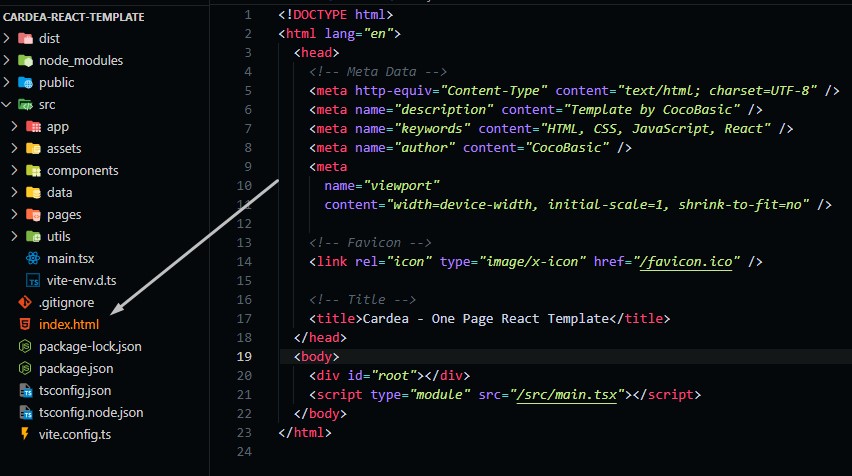 CARDEA-REACT-TEMPLATE
dist
node_modules
public
src
app
assets
components
data
pages
utils
main.tsx
vite-env.d.ts
.gitignore
index.html
package-lock.json
package.json
tsconfig.json
tsconfig.node.json
vite.config.ts
1 <!DOCTYPE html>
2 <html lang="en">
3 <head>
4 <!-- Meta Data -->
5 <meta http-equiv="Content-Type" content="text/html; charset=UTF-8" />
6 <meta name="description" content="Template by CocoBasic" />
7 <meta name="keywords" content="HTML, CSS, JavaScript, React" />
8 <meta name="author" content="CocoBasic" />
9 <meta
10 name="viewport"
11 content="width=device-width, initial-scale=1, shrink-to-fit=no" />
12
13 <!-- Favicon -->
14 <link rel="icon" type="image/x-icon" href="/favicon.ico" />
15
16 <!-- Title -->
17 <title>Cardea - One Page React Template</title>
18 </head>
19 <body>
20 <div id="root"></div>
21 <script type="module" src="/src/main.tsx"></script>
22 </body>
23 </html>
24